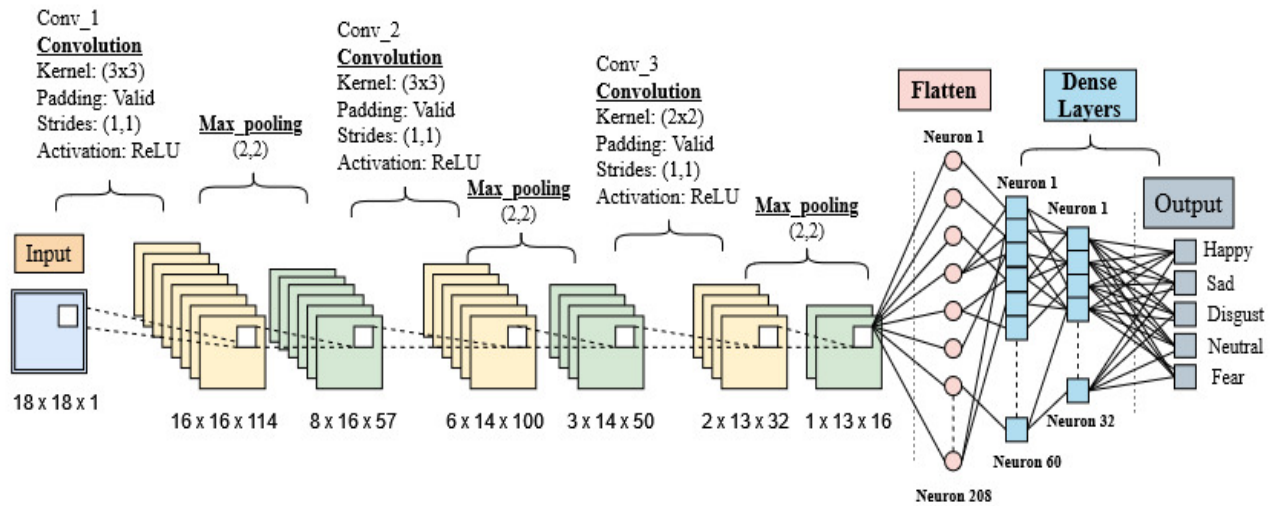 Conv_1
Convolution
Kernel: (3x3)
Padding: Valid
Strides: (1,1)
Activation: ReLU
Max_pooling
(2,2)
Conv_2
Convolution
Kernel: (3x3)
Padding: Valid
Strides: (1,1)
Activation: ReLU
Max_pooling
(2,2)
Conv_3
Convolution
Kernel: (2x2)
Padding: Valid
Strides: (1,1)
Activation: ReLU
Max_pooling
(2,2)
Flatten
Dense
Layers
Output
Input
Neuron 1
Neuron 1
Neuron 1
Happy
Sad
Disgust
Neutral
Fear
18 x 18 x 1
16 x 16 x 114
8 x 16 x 57
6 x 14 x 100
3 x 14 x 50
2 x 13 x 32
1 x 13 x 16
Neuron 32
Neuron 60
Neuron 208